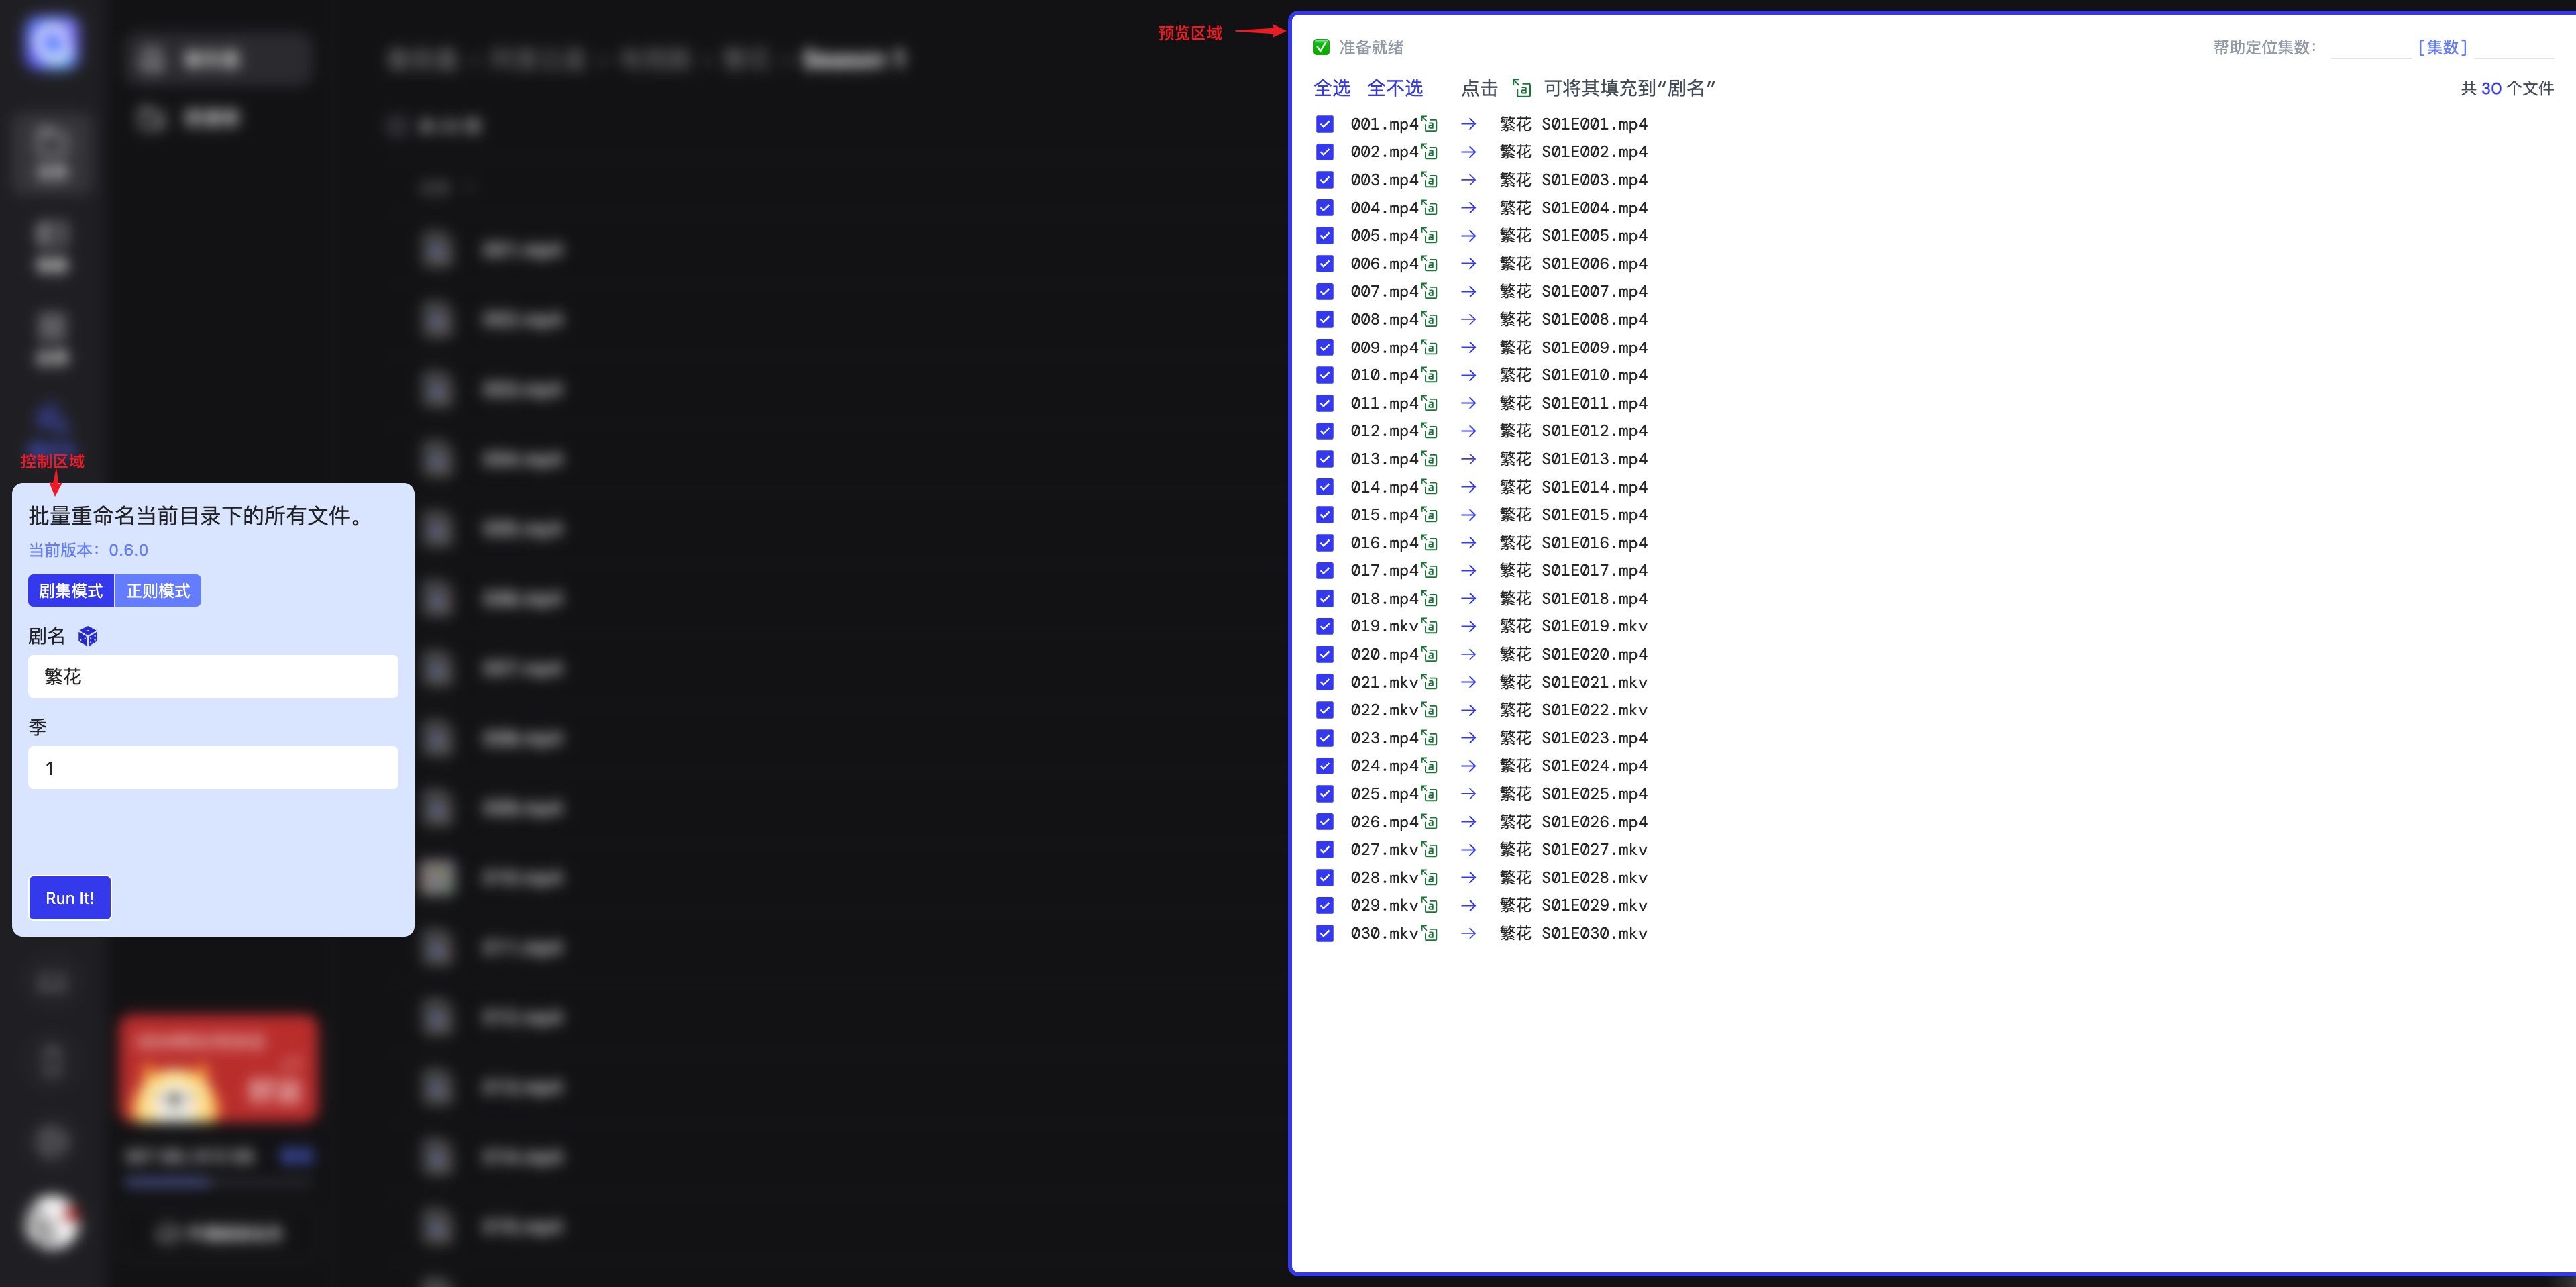 预览区域
控制区域
批量重命名当前目录下的所有文件。
当前版本：0.6.0
剧集模式 正则模式
剧名
繁花
季
1
Run It!
准备就绪
帮助定位集数： [集数]
全选 全不选 点击 可将其填充到“剧名”
共 30 个文件
001.mp4 → 繁花 S01E001.mp4
002.mp4 → 繁花 S01E002.mp4
003.mp4 → 繁花 S01E003.mp4
004.mp4 → 繁花 S01E004.mp4
005.mp4 → 繁花 S01E005.mp4
006.mp4 → 繁花 S01E006.mp4
007.mp4 → 繁花 S01E007.mp4
008.mp4 → 繁花 S01E008.mp4
009.mp4 → 繁花 S01E009.mp4
010.mp4 → 繁花 S01E010.mp4
011.mp4 → 繁花 S01E011.mp4
012.mp4 → 繁花 S01E012.mp4
013.mp4 → 繁花 S01E013.mp4
014.mp4 → 繁花 S01E014.mp4
015.mp4 → 繁花 S01E015.mp4
016.mp4 → 繁花 S01E016.mp4
017.mp4 → 繁花 S01E017.mp4
018.mp4 → 繁花 S01E018.mp4
019.mkv → 繁花 S01E019.mkv
020.mp4 → 繁花 S01E020.mp4
021.mkv → 繁花 S01E021.mkv
022.mkv → 繁花 S01E022.mkv
023.mp4 → 繁花 S01E023.mp4
024.mp4 → 繁花 S01E024.mp4
025.mp4 → 繁花 S01E025.mp4
026.mp4 → 繁花 S01E026.mp4
027.mkv → 繁花 S01E027.mkv
028.mkv → 繁花 S01E028.mkv
029.mkv → 繁花 S01E029.mkv
030.mkv → 繁花 S01E030.mkv